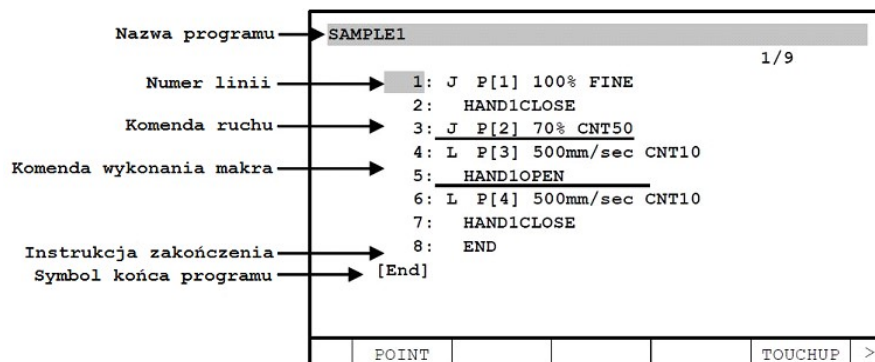 Nazwa programu SAMPLE1
1/9
Numer linii 1: J P[1] 100% FINE
2: HAND1CLOSE
Komenda ruchu 3: J P[2] 70% CNT50
4: L P[3] 500mm/sec CNT10
Komenda wykonania makra 5: HAND1OPEN
6: L P[4] 500mm/sec CNT10
7: HAND1CLOSE
Instrukcja zakończenia 8: END
Symbol końca programu [End]
POINT TOUCHUP >